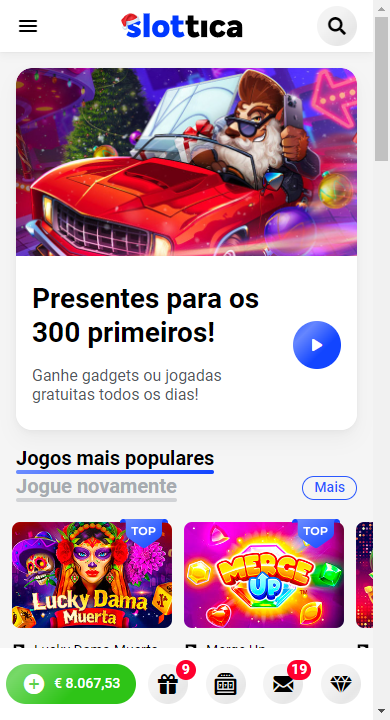 slottica
Presentes para os
300 primeiros!
Ganhe gadgets ou jogadas
gratuitas todos os dias!
Jogos mais populares
Jogue novamente
Mais
TOP
LUCKY DAMA
MUERTA
TOP
MERGE
UP
Lucky Dama Muerta
Merge Up
€ 8.067,53
9
19